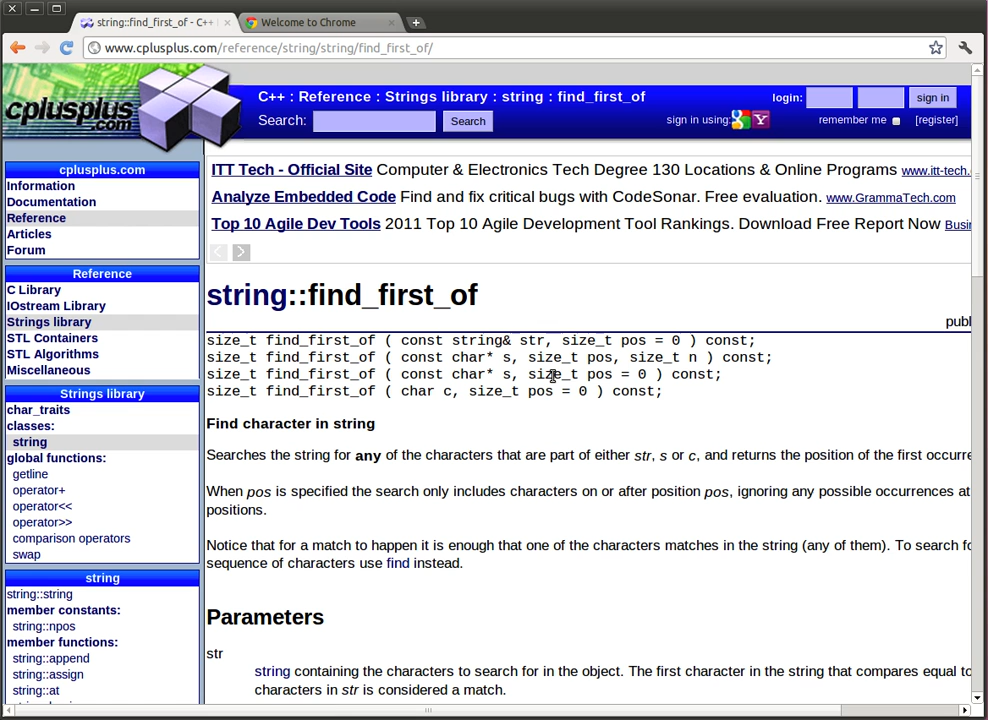 string::find_first_of - C++
Welcome to Chrome
www.cplusplus.com/reference/string/string/find_first_of/
cplusplus
.com
C++ : Reference : Strings library : string : find_first_of
login:
sign in
Search:
Search
sign in using:
remember me
[register]
cplusplus.com
Information
Documentation
Reference
Articles
Forum
Reference
C Library
IOstream Library
Strings library
STL Containers
STL Algorithms
Miscellaneous
Strings library
char_traits
classes:
string
global functions:
getline
operator+
operator<<
operator>>
comparison operators
swap
string
string::string
member constants:
string::npos
member functions:
string::append
string::assign
string::at
ITT Tech - Official Site Computer & Electronics Tech Degree 130 Locations & Online Programs www.itt-tech.
Analyze Embedded Code Find and fix critical bugs with CodeSonar. Free evaluation. www.GrammaTech.com
Top 10 Agile Dev Tools 2011 Top 10 Agile Development Tool Rankings. Download Free Report Now Busi
string::find_first_of
publ
size_t find_first_of ( const string& str, size_t pos = 0 ) const;
size_t find_first_of ( const char* s, size_t pos, size_t n ) const;
size_t find_first_of ( const char* s, size_t pos = 0 ) const;
size_t find_first_of ( char c, size_t pos = 0 ) const;
Find character in string
Searches the string for any of the characters that are part of either str, s or c, and returns the position of the first occurre
When pos is specified the search only includes characters on or after position pos, ignoring any possible occurrences at
positions.
Notice that for a match to happen it is enough that one of the characters matches in the string (any of them). To search fo
sequence of characters use find instead.
Parameters
str
string containing the characters to search for in the object. The first character in the string that compares equal to
characters in str is considered a match.